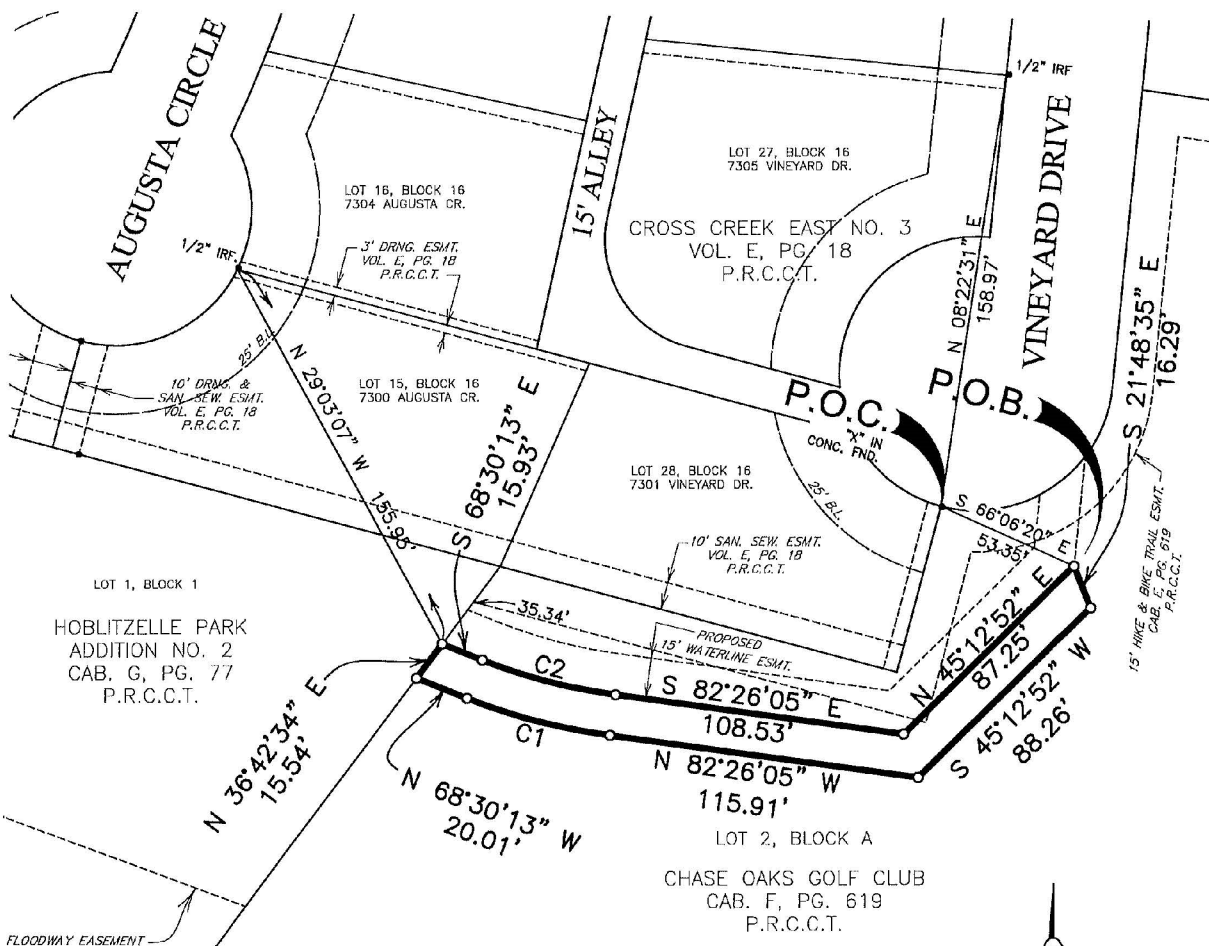 AUGUSTA CIRCLE
1/2" IRF
LOT 16, BLOCK 16
7304 AUGUSTA CR.
3' DRNG. ESMT.
VOL. E, PG. 18
P.R.C.C.T.
15' ALLEY
LOT 27, BLOCK 16
7305 VINEYARD DR.
CROSS CREEK EAST NO. 3
VOL. E, PG. 18
P.R.C.C.T.
1/2" IRF
VINEYARD DRIVE
N 08°22'31" E
158.97'
S 21°48'35" E
16.29'
25' B.L.
10' DRNG. &
SAN. SEW. ESMT.
VOL. E, PG. 18
P.R.C.C.T.
N 29°03'07" W 155.95'
LOT 15, BLOCK 16
7300 AUGUSTA CR.
S 68°30'13" E
15.93'
P.O.C.
"X" IN
CONC. FND.
P.O.B.
LOT 28, BLOCK 16
7301 VINEYARD DR.
25' B.L.
S 66°06'20" E
53.35'
15' HIKE & BIKE TRAIL ESMT.
CAB. E, PG. 619
P.R.C.C.T.
10' SAN. SEW. ESMT.
VOL. E, PG. 18
P.R.C.C.T.
LOT 1, BLOCK 1
HOBLITZELLE PARK
ADDITION NO. 2
CAB. G, PG. 77
P.R.C.C.T.
35.34'
PROPOSED
15' WATERLINE ESMT.
C2
S 82°26'05" E
108.53'
N 45°12'52" E
87.25'
S 45°12'52" W
88.26'
C1
N 82°26'05" W
115.91'
N 36°42'34" E
15.54'
N 68°30'13" W
20.01'
LOT 2, BLOCK A
CHASE OAKS GOLF CLUB
CAB. F, PG. 619
P.R.C.C.T.
FLOODWAY EASEMENT